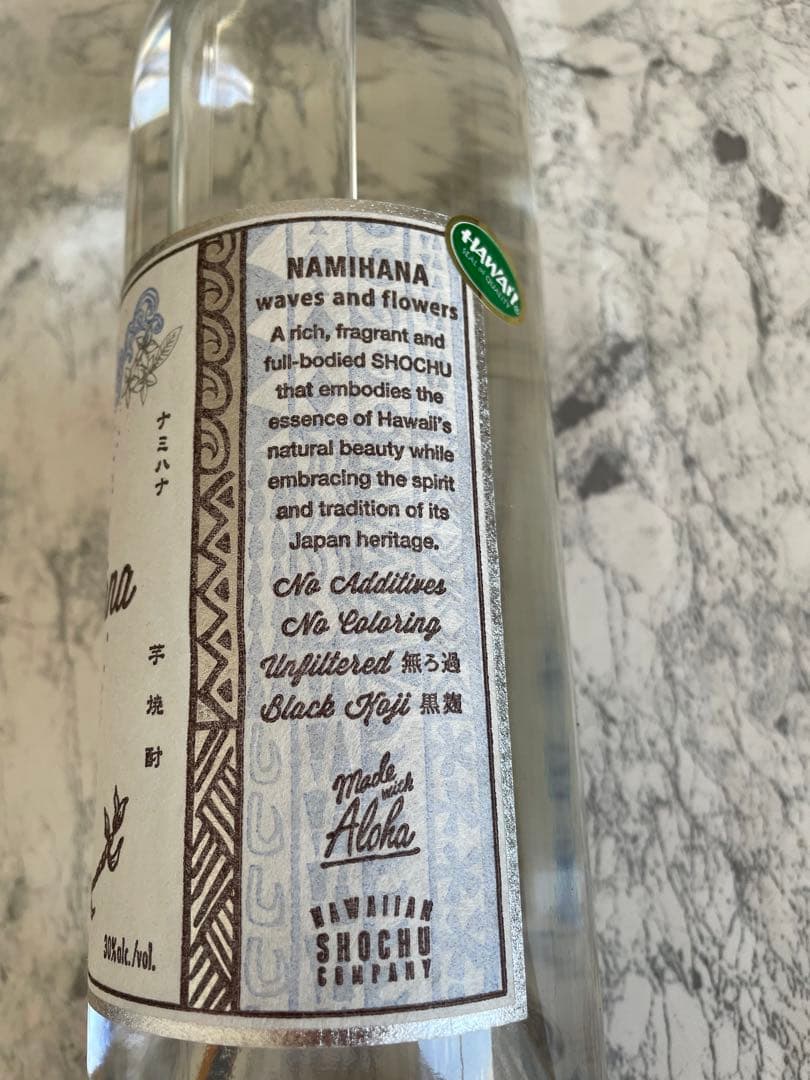 ナミハナ
芋焼酎
30%alc./vol.
NAMIHANA
waves and flowers
A rich, fragrant and
full-bodied SHOCHU
that embodies the
essence of Hawaii's
natural beauty while
embracing the spirit
and tradition of its
Japan heritage.
No Additives
No Coloring
Unfiltered 無ろ過
Black Koji 黒麹
Made
with
Aloha
HAWAIIAN
SHOCHU
COMPANY
HAWAII
SEAL OF QUALITY